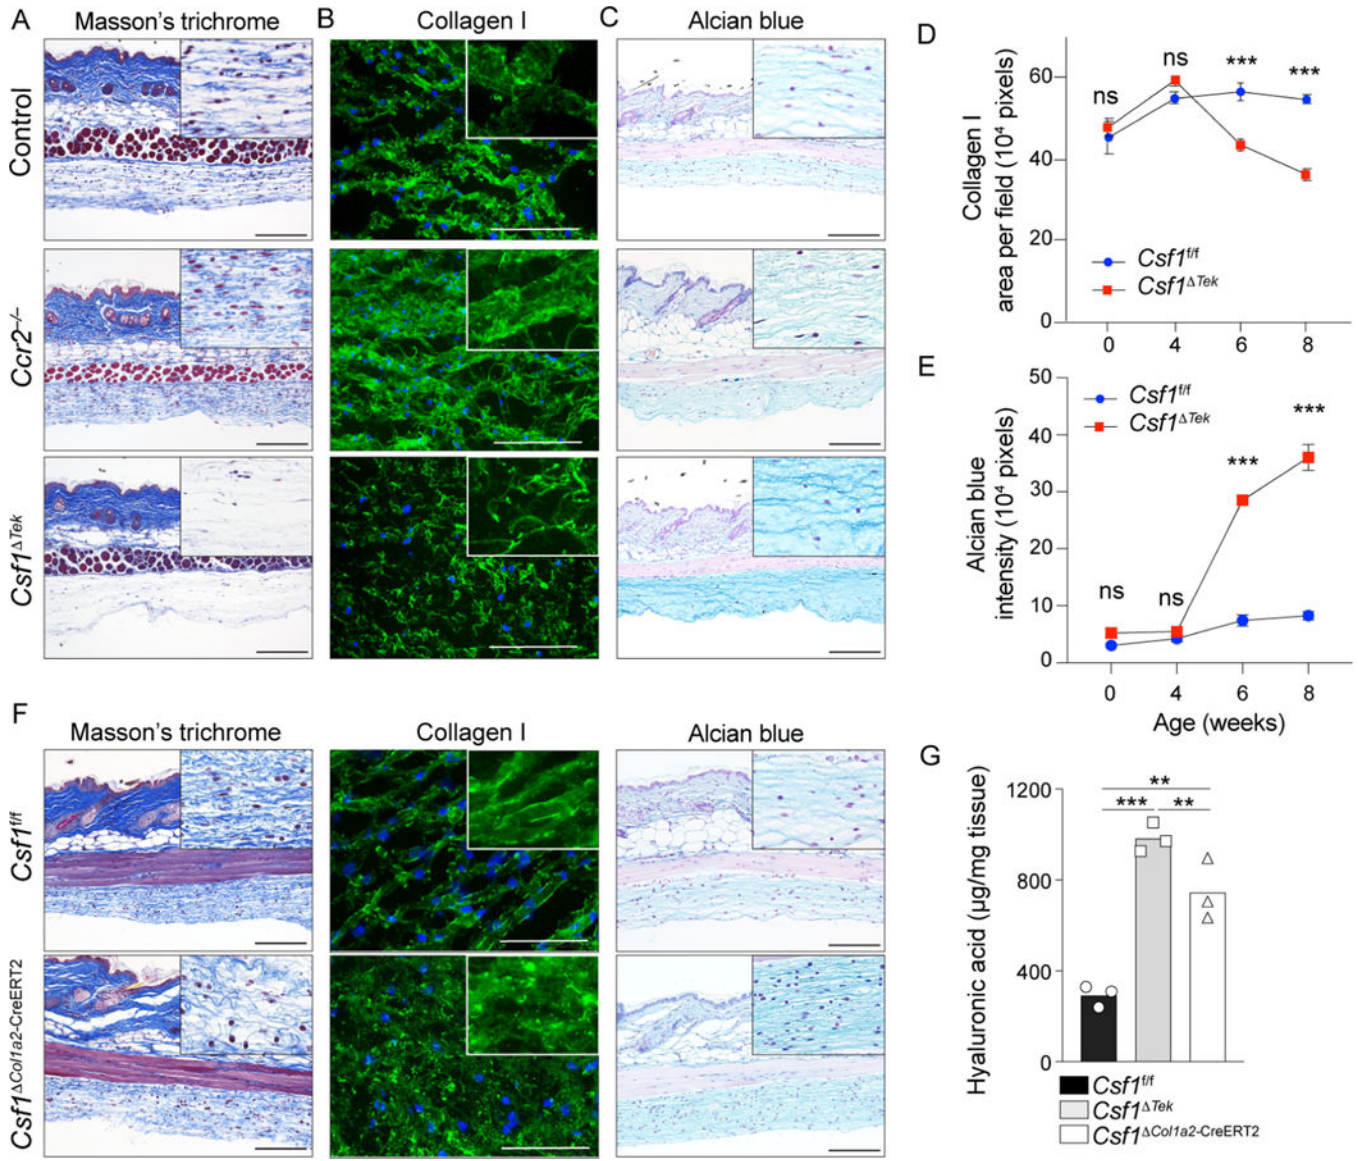 A Masson's trichrome B Collagen I C Alcian blue
Control
Ccr2–/–
Csf1ΔTek
D
Collagen I
area per field (10⁴ pixels)
60
40
20
0
ns
ns
***
***
Csf1f/f
Csf1ΔTek
0 4 6 8
E
Alcian blue
intensity (10⁴ pixels)
50
40
30
20
10
0
Csf1f/f
Csf1ΔTek
ns
ns
***
***
0 4 6 8
Age (weeks)
F
Masson's trichrome Collagen I Alcian blue
Csf1f/f
Csf1ΔCol1a2-CreERT2
G
Hyaluronic acid (µg/mg tissue)
1200
800
400
0
**
*** **
Csf1f/f
Csf1ΔTek
Csf1ΔCol1a2-CreERT2